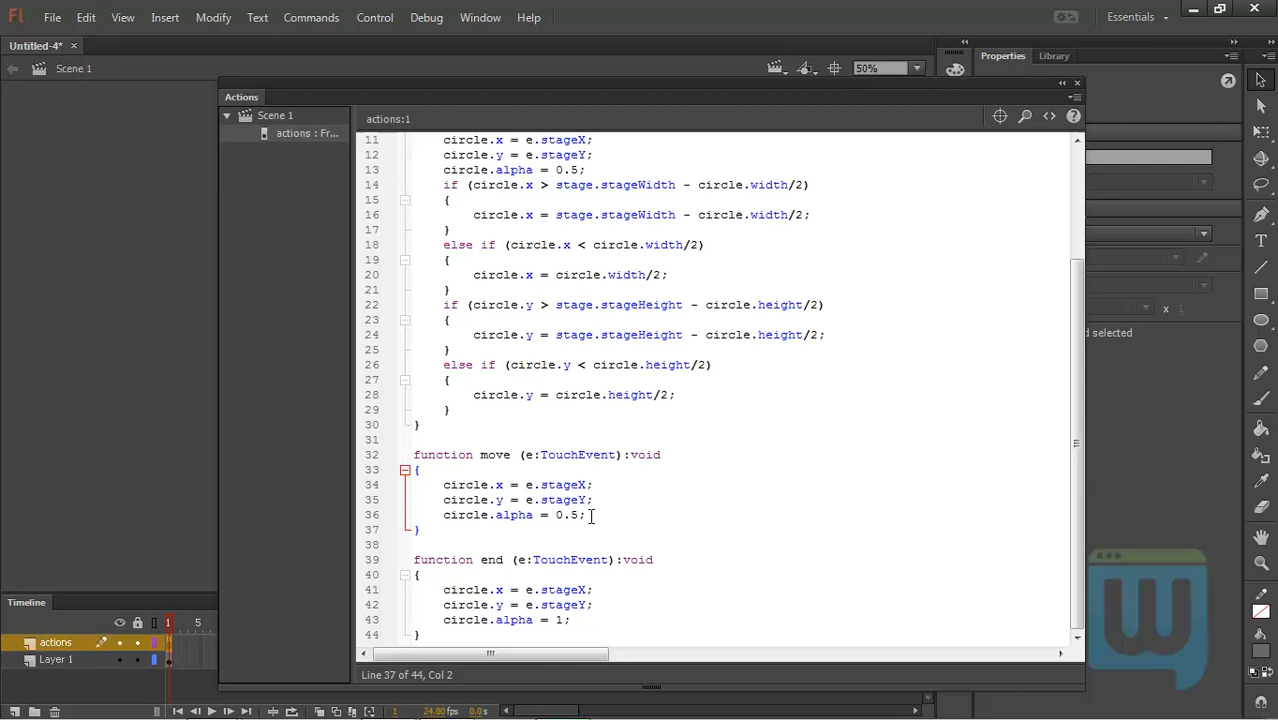 Fl File Edit View Insert Modify Text Commands Control Debug Window Help Essentials
Untitled-4*
Scene 1 50% Properties Library
Actions
Scene 1 actions:1
actions : Fr...
11 circle.x = e.stageX;
12 circle.y = e.stageY;
13 circle.alpha = 0.5;
14 if (circle.x > stage.stageWidth - circle.width/2)
15 {
16 circle.x = stage.stageWidth - circle.width/2;
17 }
18 else if (circle.x < circle.width/2)
19 {
20 circle.x = circle.width/2;
21 }
22 if (circle.y > stage.stageHeight - circle.height/2)
23 {
24 circle.y = stage.stageHeight - circle.height/2;
25 }
26 else if (circle.y < circle.height/2)
27 {
28 circle.y = circle.height/2;
29 }
30 }
31
32 function move (e:TouchEvent):void
33 {
34 circle.x = e.stageX;
35 circle.y = e.stageY;
36 circle.alpha = 0.5;
37 }
38
39 function end (e:TouchEvent):void
40 {
41 circle.x = e.stageX;
42 circle.y = e.stageY;
43 circle.alpha = 1;
44 }
Line 37 of 44, Col 2
x 1
d selected
Timeline
1 5
actions
Layer 1
1 24.00 fps 0.0 s